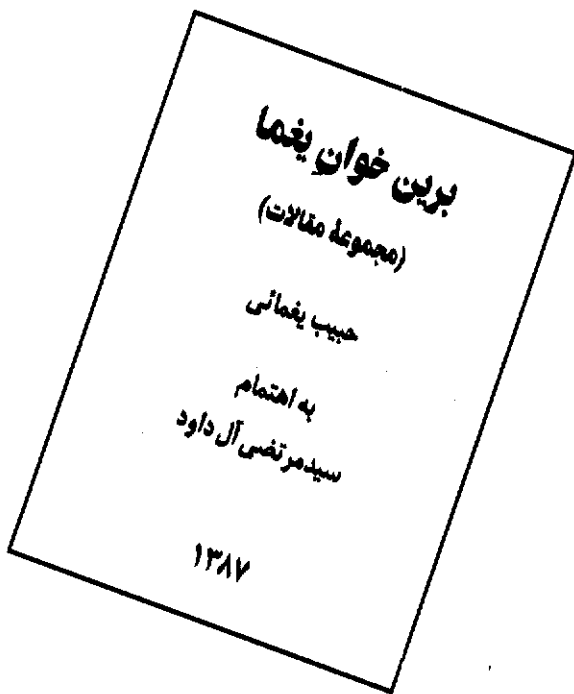 برین خوانِ یغما
(مجموعهٔ مقالات)
حبیب یغمائی
به اهتمام
سیدمرتضی آل داود
۱۳۸۷